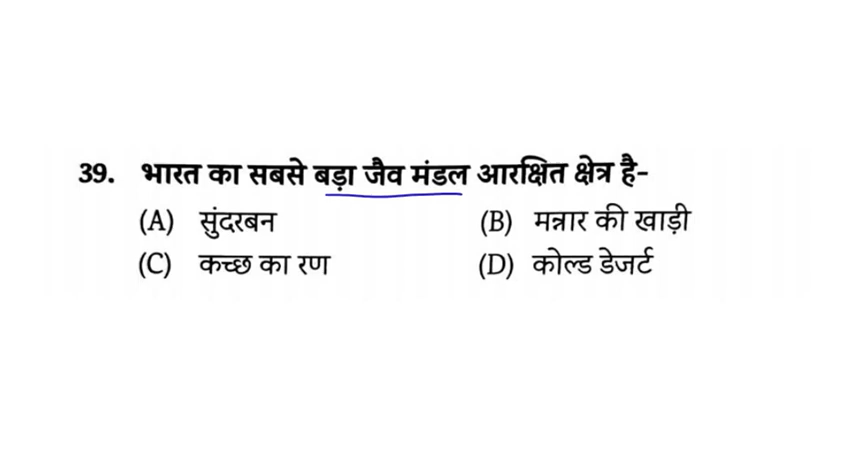 39. भारत का सबसे बड़ा जैव मंडल आरक्षित क्षेत्र है-
(A) सुंदरबन (B) मन्नार की खाड़ी
(C) कच्छ का रण (D) कोल्ड डेजर्ट